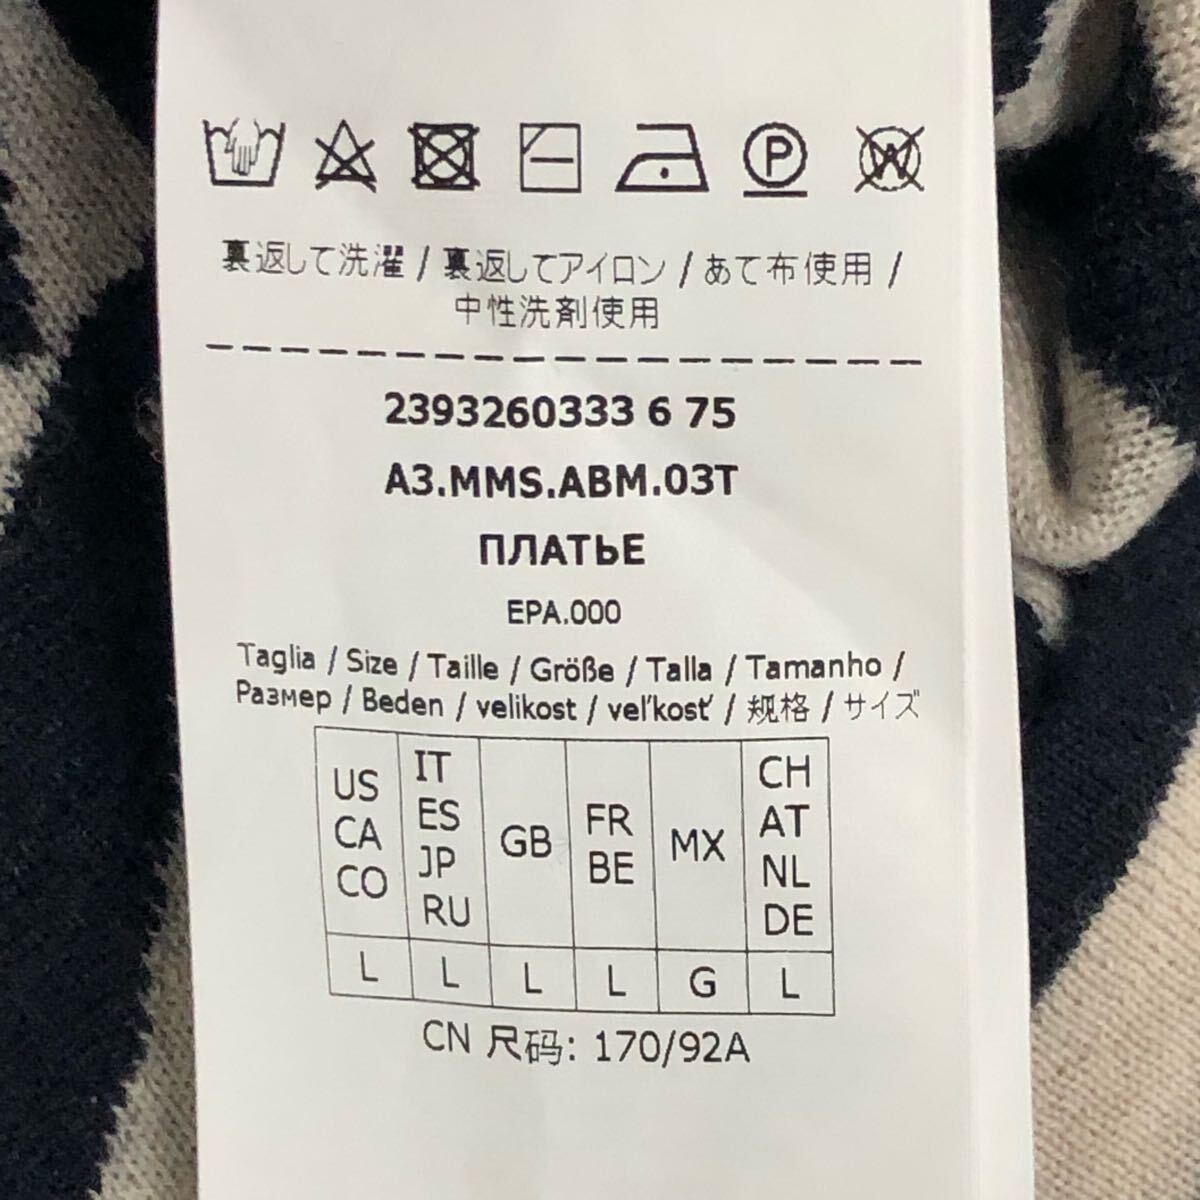 P W
裏返して洗濯 / 裏返してアイロン / あて布使用 /
中性洗剤使用
2393260333 6 75
A3.MMS.ABM.03T
ПЛАТЬЕ
EPA.000
Taglia / Size / Taille / Größe / Talla / Tamanho /
Размер / Beden / velikost / veľkosť / 规格 / サイズ
US CA CO IT ES JP RU GB FR BE MX CH AT NL DE
L L L L G L
CN 尺码: 170/92A